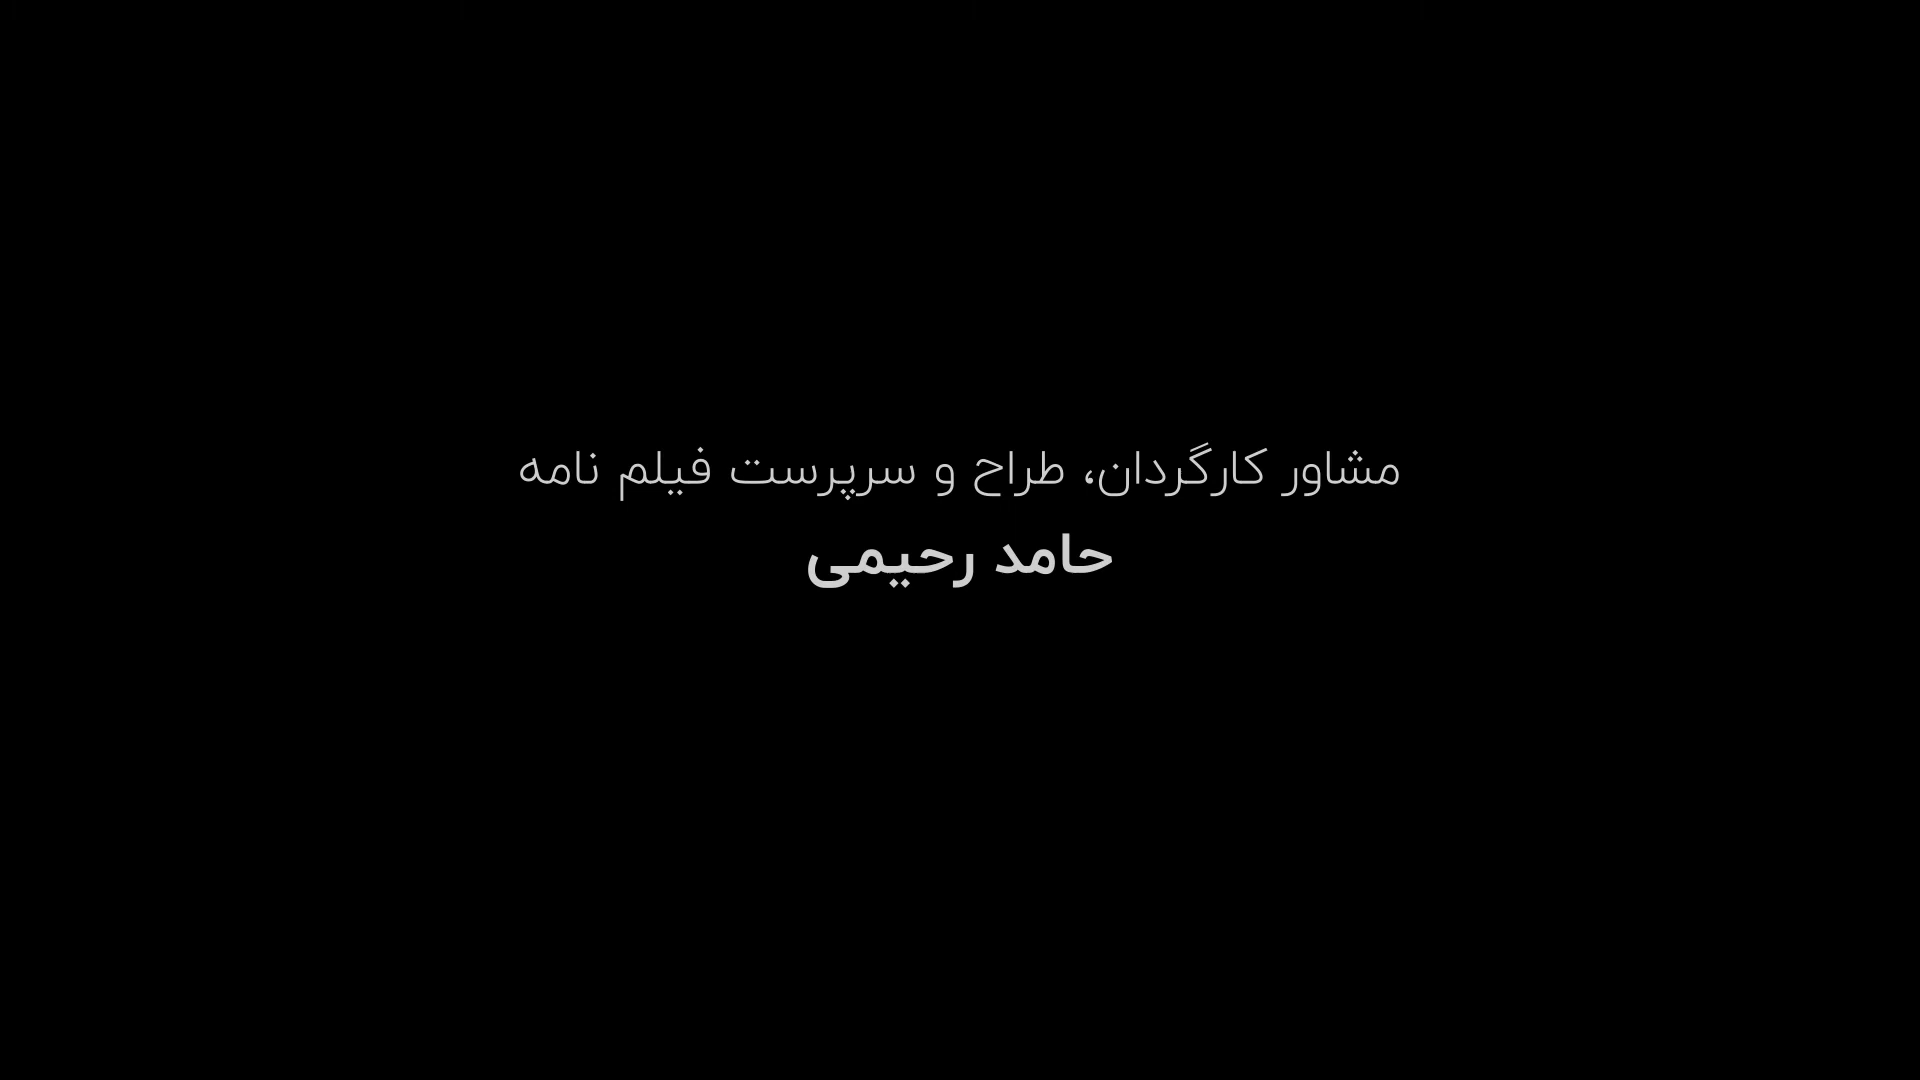 مشاور کارگردان، طراح و سرپرست فیلم نامه
حامد رحیمی